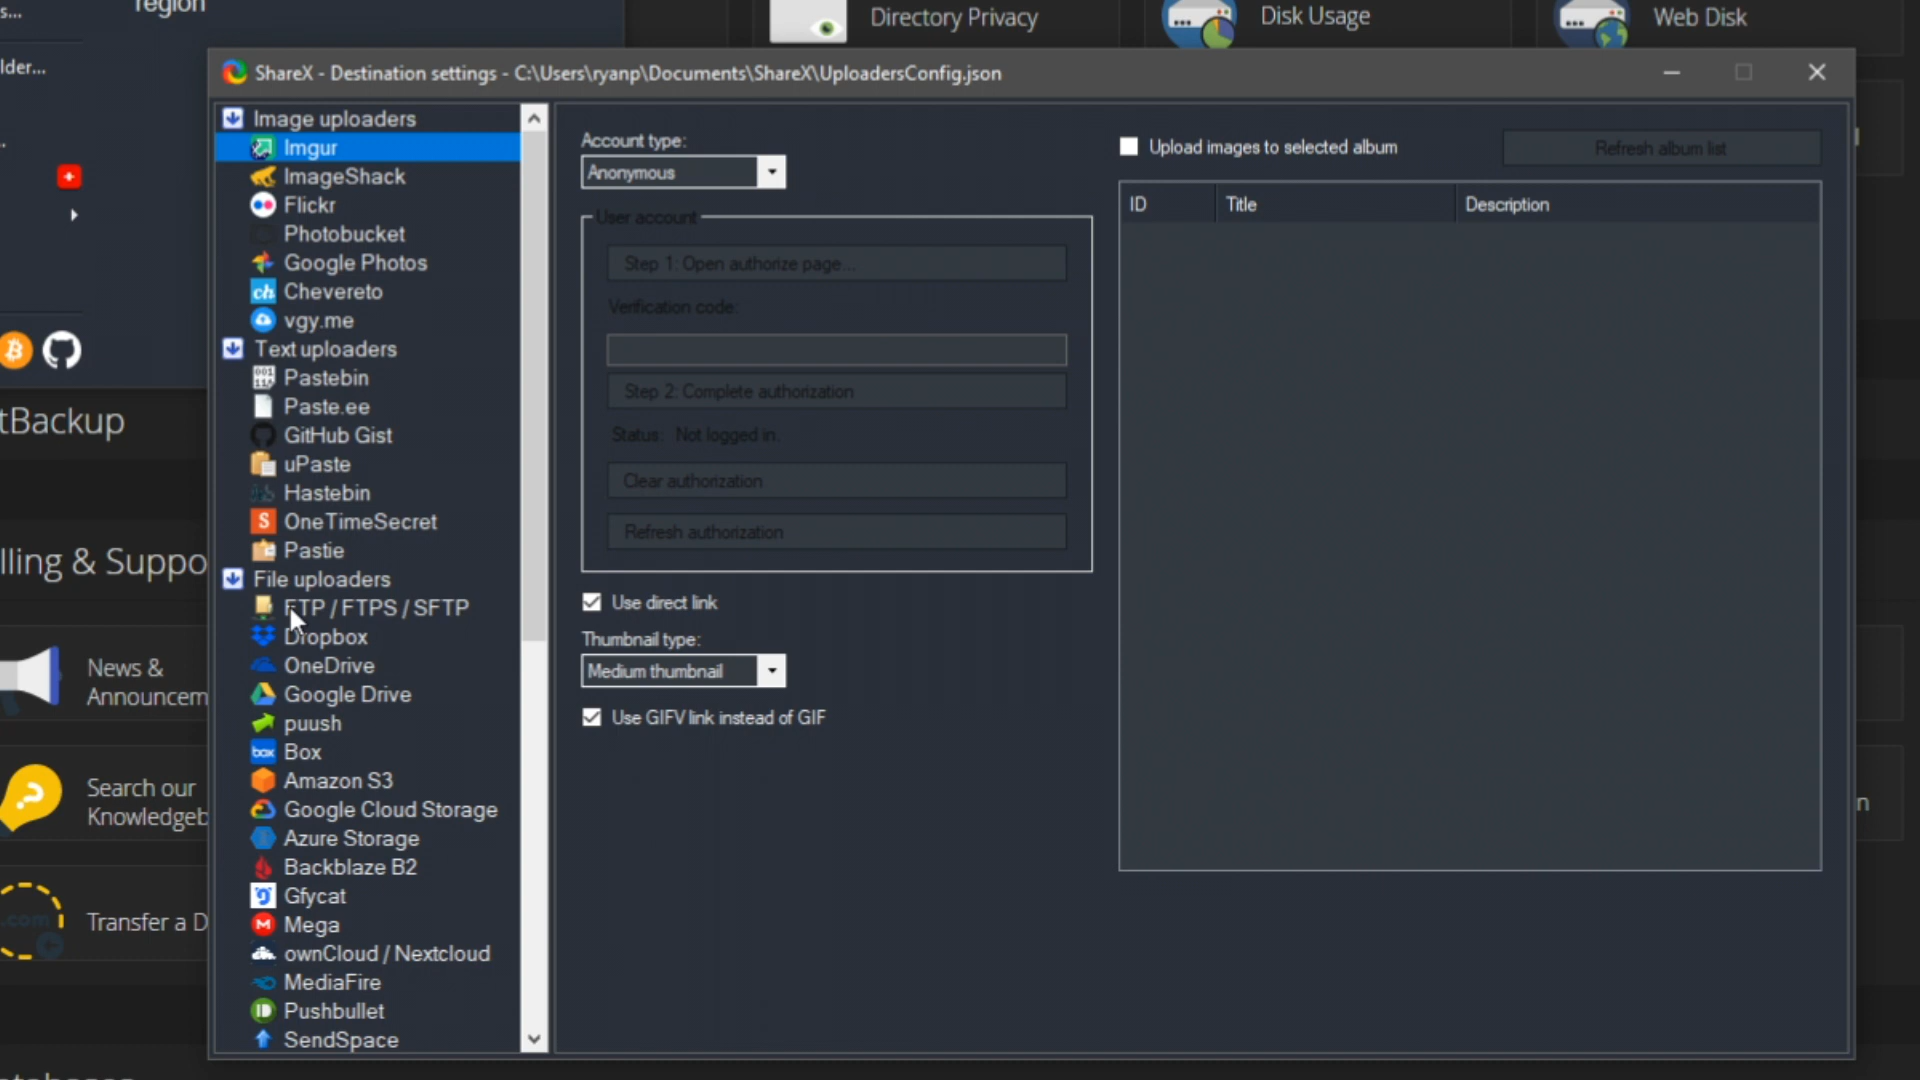 s...
region
Directory Privacy
Disk Usage
Web Disk
lder...
ShareX - Destination settings - C:\Users\ryanp\Documents\ShareX\UploadersConfig.json
Image uploaders
Imgur
ImageShack
Flickr
Photobucket
Google Photos
Chevereto
vgy.me
Text uploaders
Pastebin
Paste.ee
GitHub Gist
uPaste
Hastebin
OneTimeSecret
Pastie
File uploaders
FTP / FTPS / SFTP
Dropbox
OneDrive
Google Drive
puush
Box
Amazon S3
Google Cloud Storage
Azure Storage
Backblaze B2
Gfycat
Mega
ownCloud / Nextcloud
MediaFire
Pushbullet
SendSpace
Account type:
Anonymous
User account
Step 1: Open authorize page...
Verification code:
Step 2: Complete authorization
Status: Not logged in.
Clear authorization
Refresh authorization
Use direct link
Thumbnail type:
Medium thumbnail
Use GIFV link instead of GIF
Upload images to selected album
Refresh album list
ID Title Description
tBackup
lling & Suppo
News &
Announcem
Search our
Knowledgeb
.com
Transfer a D
n